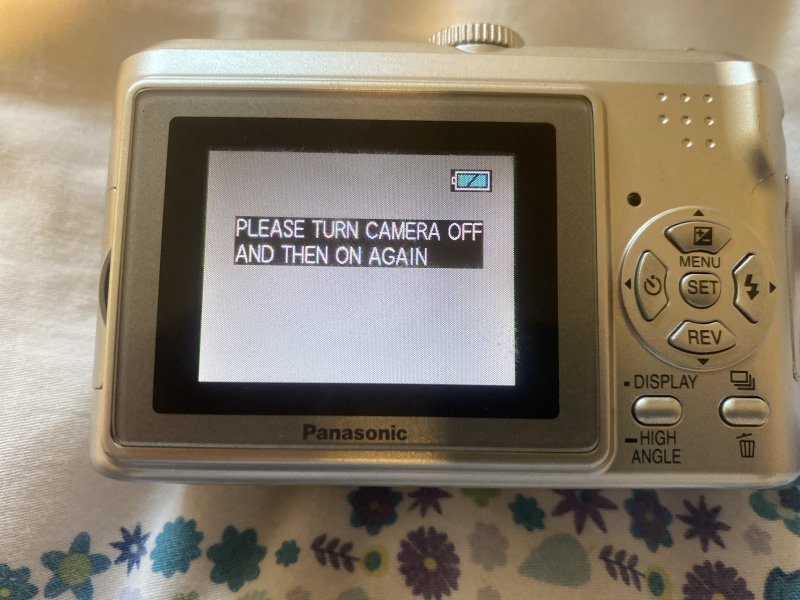 PLEASE TURN CAMERA OFF
AND THEN ON AGAIN
Panasonic
MENU
SET
REV
DISPLAY
HIGH
ANGLE